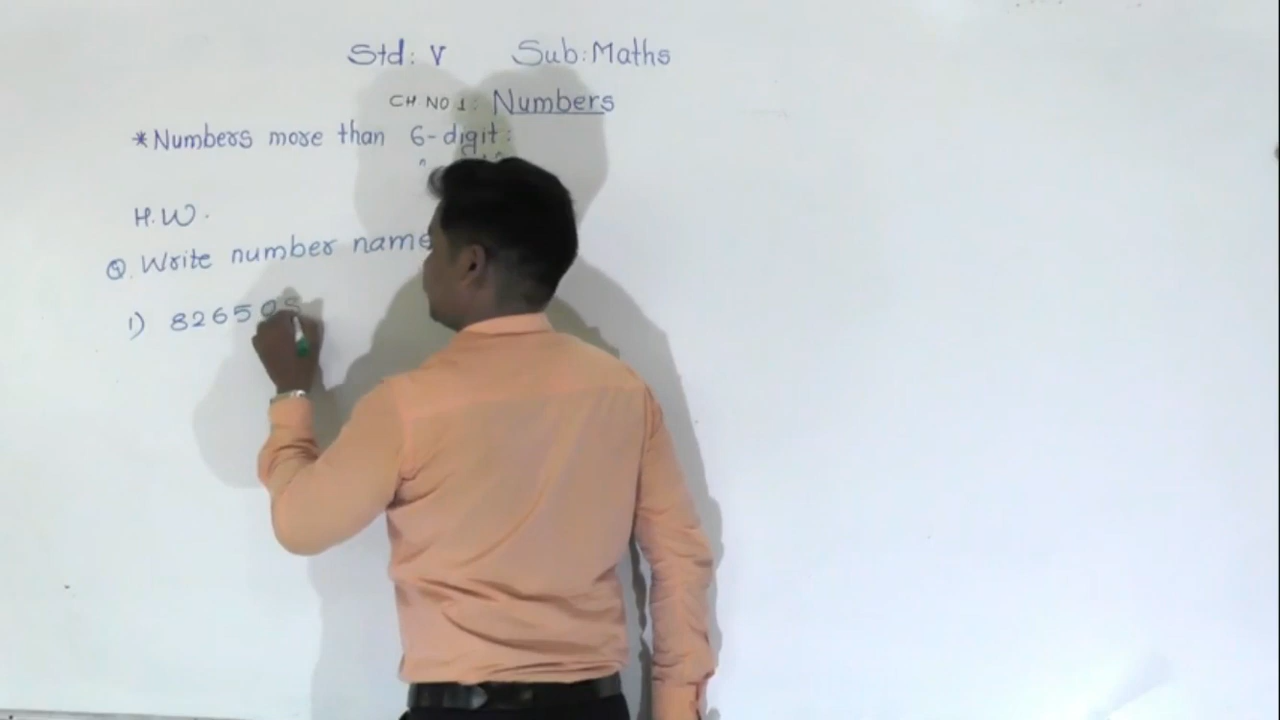 Std: V Sub: Maths
CH. NO 1: Numbers
*Numbers more than 6-digit:
H.W.
Q. Write number name
1) 82650